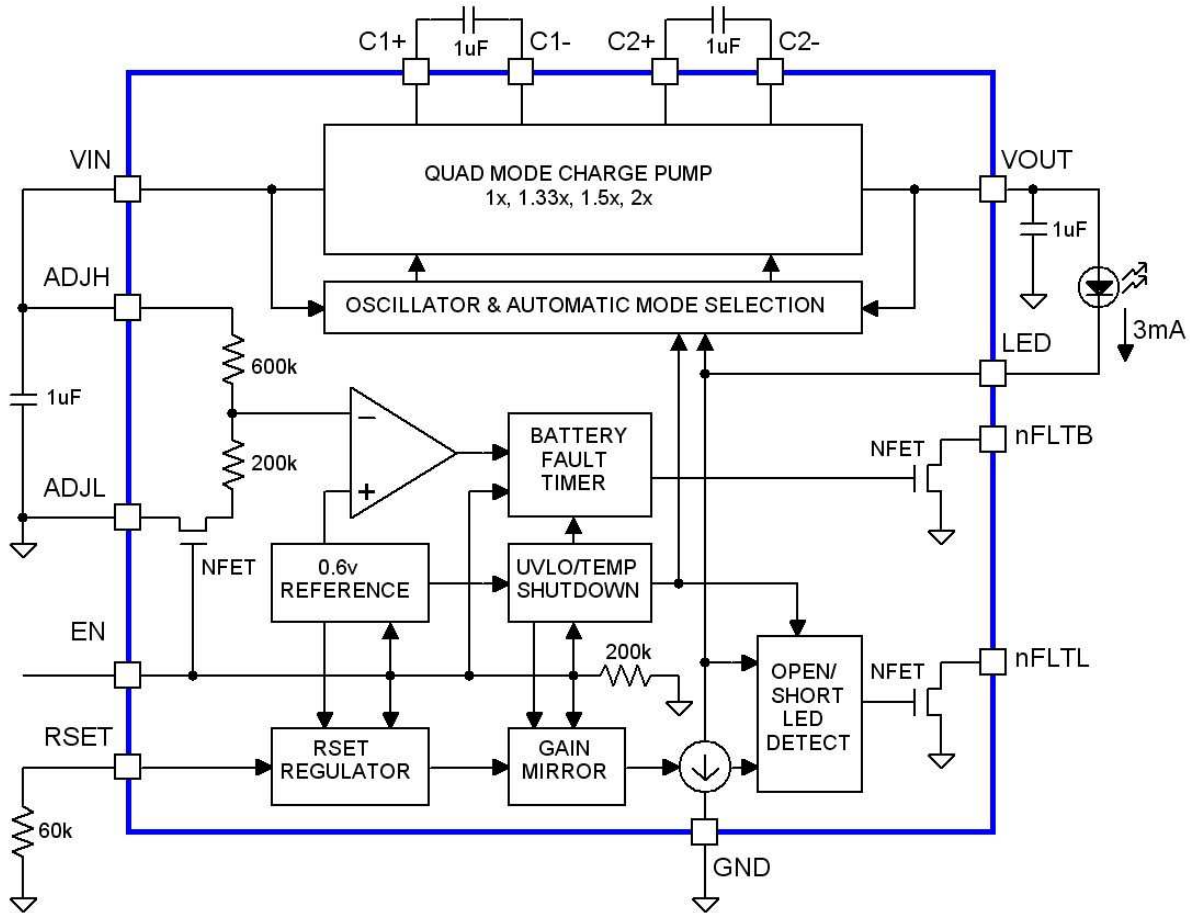 C1+
1uF
C1-
C2+
1uF
C2-
VIN
QUAD MODE CHARGE PUMP
1x, 1.33x, 1.5x, 2x
VOUT
1uF
ADJH
OSCILLATOR & AUTOMATIC MODE SELECTION
3mA
LED
600k
1uF
BATTERY
FAULT
TIMER
nFLTB
NFET
200k
ADJL
NFET
0.6v
REFERENCE
UVLO/TEMP
SHUTDOWN
EN
200k
OPEN/
SHORT
LED
DETECT
NFET
nFLTL
RSET
RSET
REGULATOR
GAIN
MIRROR
60k
GND